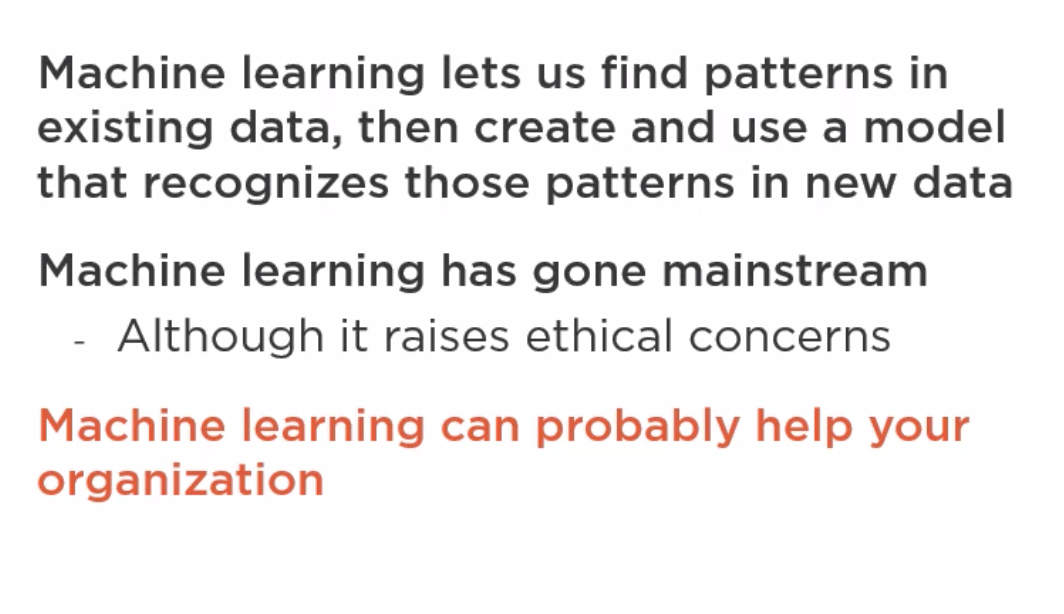 Machine learning lets us find patterns in
existing data, then create and use a model
that recognizes those patterns in new data
Machine learning has gone mainstream
- Although it raises ethical concerns
Machine learning can probably help your
organization